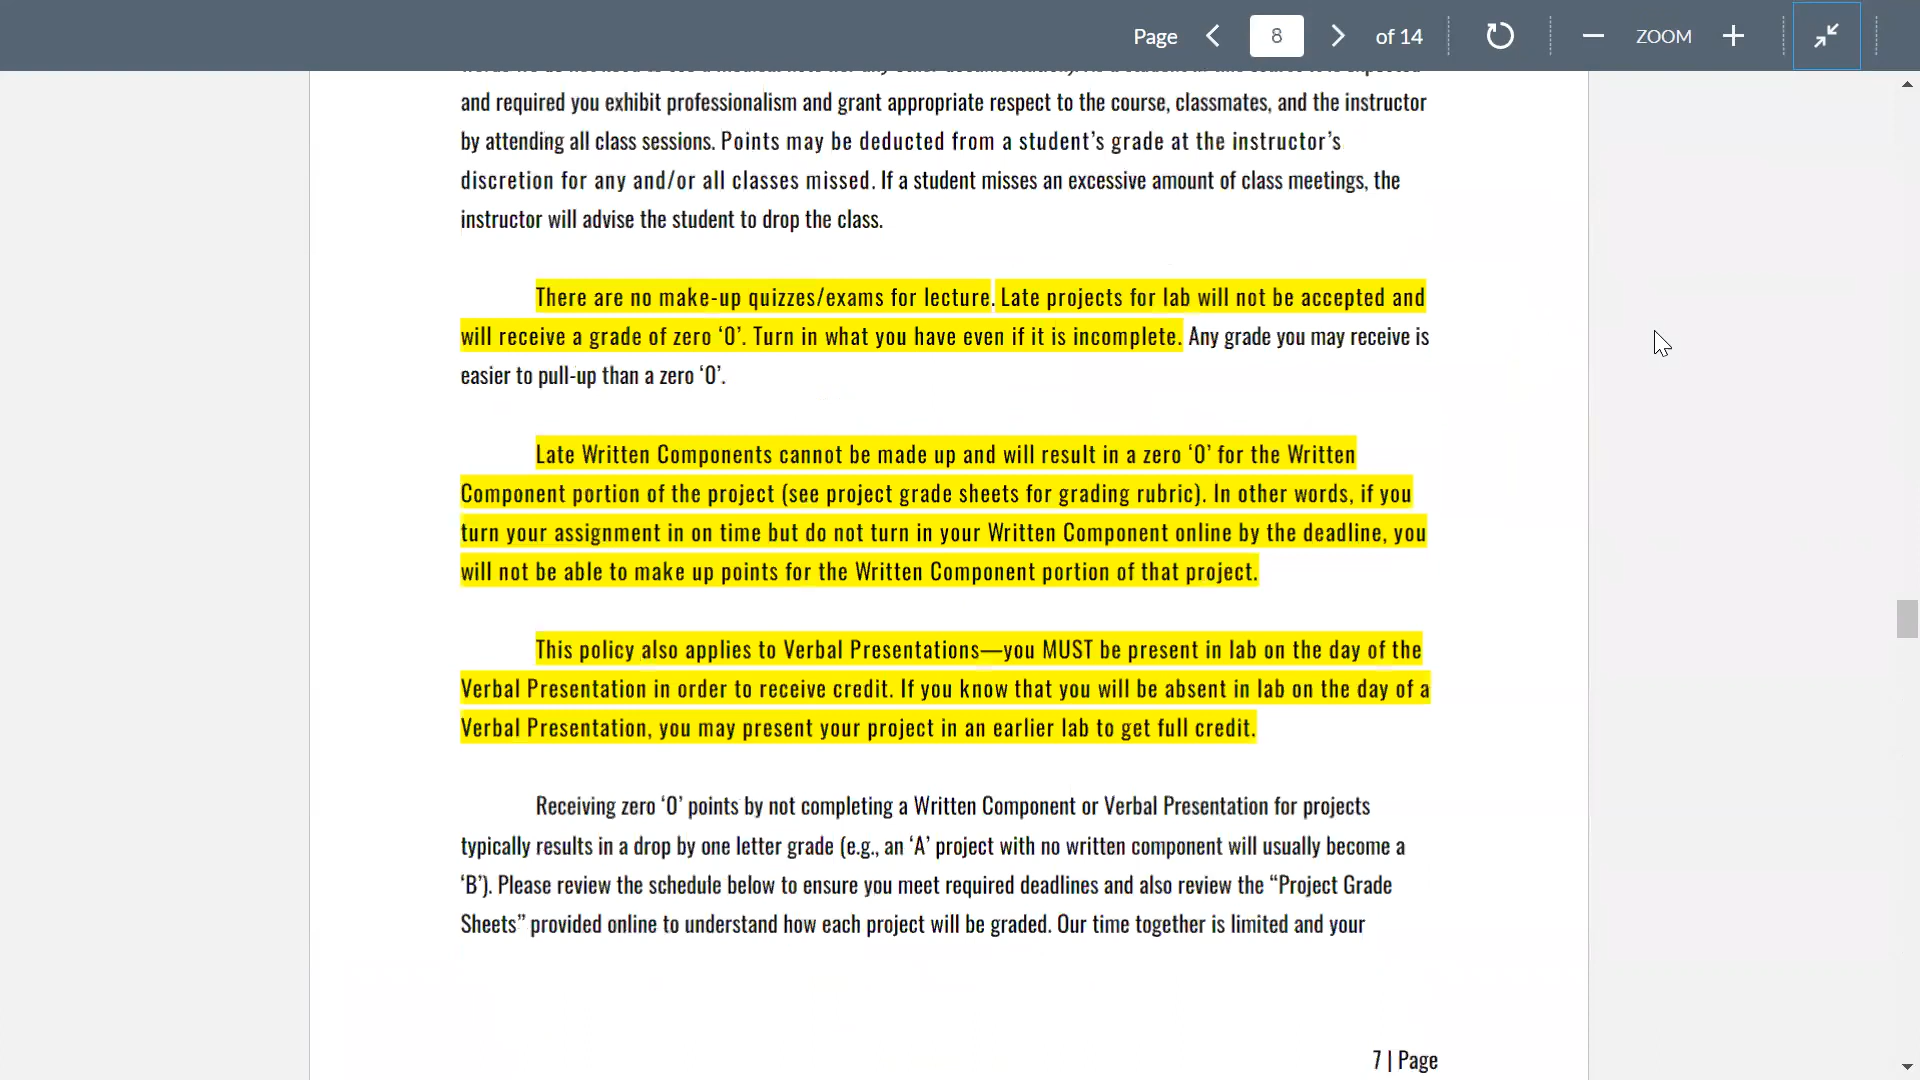 Page 8 of 14 ZOOM
and required you exhibit professionalism and grant appropriate respect to the course, classmates, and the instructor
by attending all class sessions. Points may be deducted from a student’s grade at the instructor’s
discretion for any and/or all classes missed. If a student misses an excessive amount of class meetings, the
instructor will advise the student to drop the class.
There are no make-up quizzes/exams for lecture. Late projects for lab will not be accepted and
will receive a grade of zero ‘0’. Turn in what you have even if it is incomplete. Any grade you may receive is
easier to pull-up than a zero ‘0’.
Late Written Components cannot be made up and will result in a zero ‘0’ for the Written
Component portion of the project (see project grade sheets for grading rubric). In other words, if you
turn your assignment in on time but do not turn in your Written Component online by the deadline, you
will not be able to make up points for the Written Component portion of that project.
This policy also applies to Verbal Presentations—you MUST be present in lab on the day of the
Verbal Presentation in order to receive credit. If you know that you will be absent in lab on the day of a
Verbal Presentation, you may present your project in an earlier lab to get full credit.
Receiving zero ‘0’ points by not completing a Written Component or Verbal Presentation for projects
typically results in a drop by one letter grade (e.g., an ‘A’ project with no written component will usually become a
‘B’). Please review the schedule below to ensure you meet required deadlines and also review the “Project Grade
Sheets” provided online to understand how each project will be graded. Our time together is limited and your
7 | Page